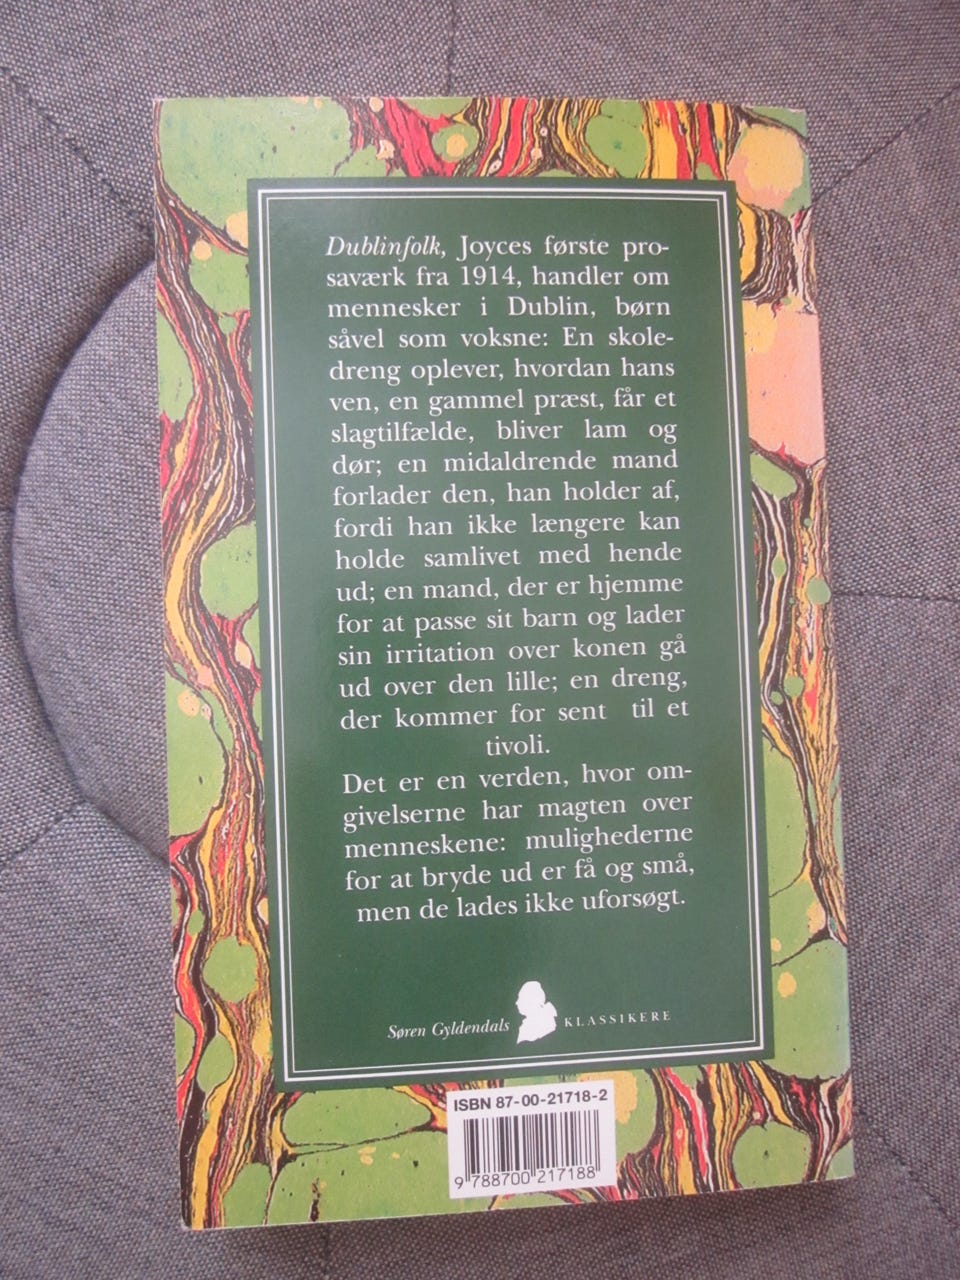 Dublinfolk, Joyces første pro-
saværk fra 1914, handler om
mennesker i Dublin, børn
såvel som voksne: En skole-
dreng oplever, hvordan hans
ven, en gammel præst, får et
slagtilfælde, bliver lam og
dør; en midaldrende mand
forlader den, han holder af,
fordi han ikke længere kan
holde samlivet med hende
ud; en mand, der er hjemme
for at passe sit barn og lader
sin irritation over konen gå
ud over den lille; en dreng,
der kommer for sent til et
tivoli.
Det er en verden, hvor om-
givelserne har magten over
menneskene: mulighederne
for at bryde ud er få og små,
men de lades ikke uforsøgt.
Søren Gyldendals KLASSIKERE
ISBN 87-00-21718-2
9 788700 217188